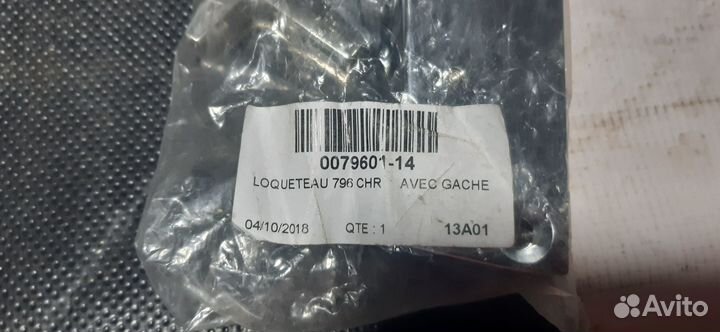 0079601-14
LOQUETEAU 796 CHR AVEC GACHE
04/10/2018 QTE : 1 13A01
Avito